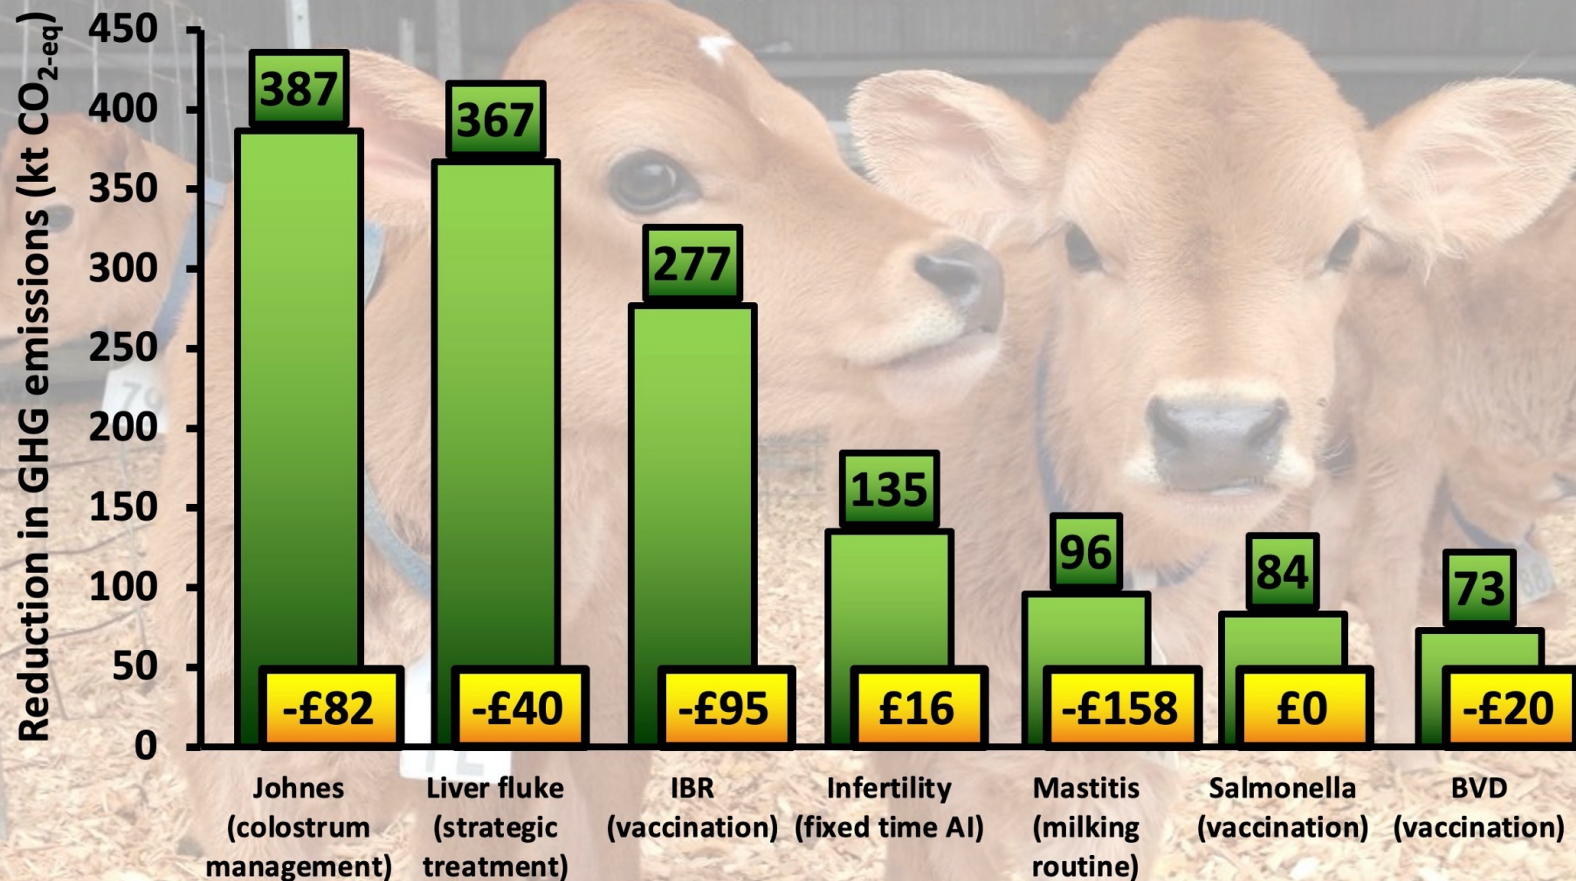 Reduction in GHG emissions (kt CO2-eq)
450
400
350
300
250
200
150
100
50
0
387
367
277
135
96
84
73
-£82
-£40
-£95
£16
-£158
£0
-£20
Johnes
(colostrum
management)
Liver fluke
(strategic
treatment)
IBR
(vaccination)
Infertility
(fixed time AI)
Mastitis
(milking
routine)
Salmonella
(vaccination)
BVD
(vaccination)